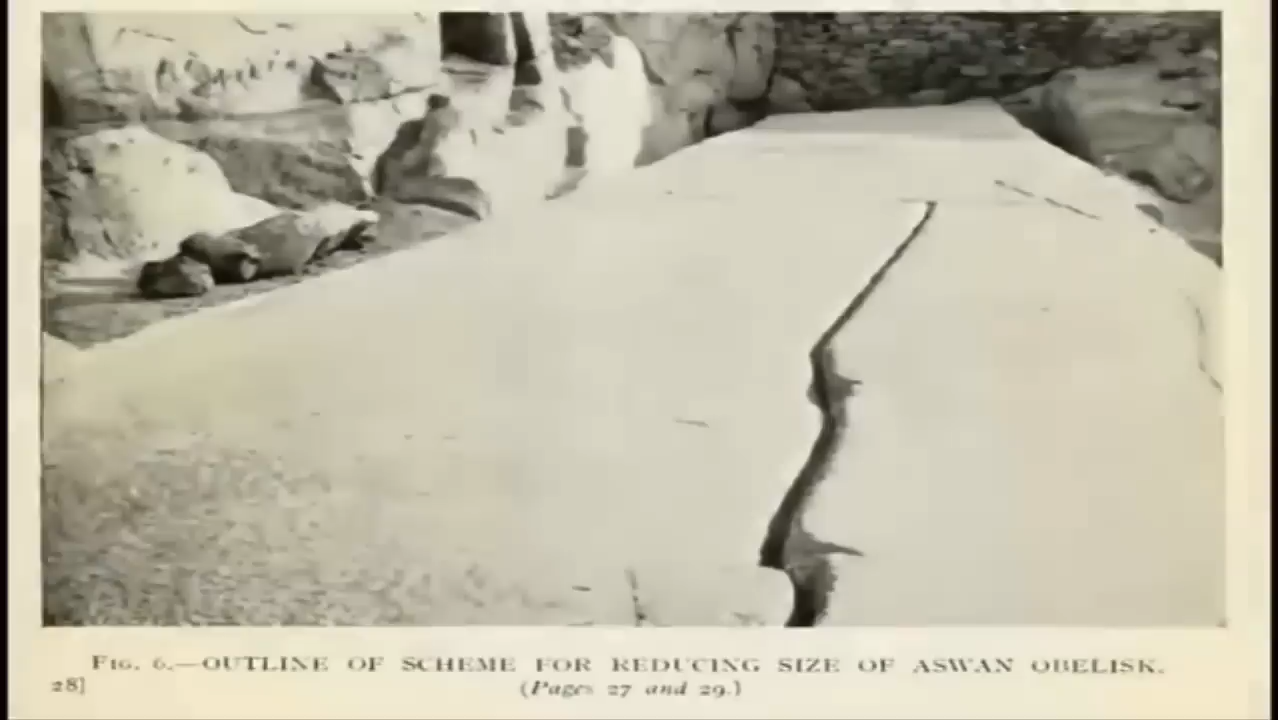 FIG. 6.—OUTLINE OF SCHEME FOR REDUCING SIZE OF ASWAN OBELISK.
28]
(Pages 27 and 29.)